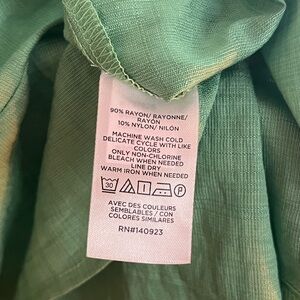 90% RAYON/ RAYONNE/
RAYÓN
10% NYLON/ NILÓN
MACHINE WASH COLD
DELICATE CYCLE WITH LIKE
COLORS
ONLY NON-CHLORINE
BLEACH WHEN NEEDED
LINE DRY
WARM IRON WHEN NEEDED
30 P
AVEC DES COULEURS
SEMBLABLES / CON
COLORES SIMILARES
RN#140923